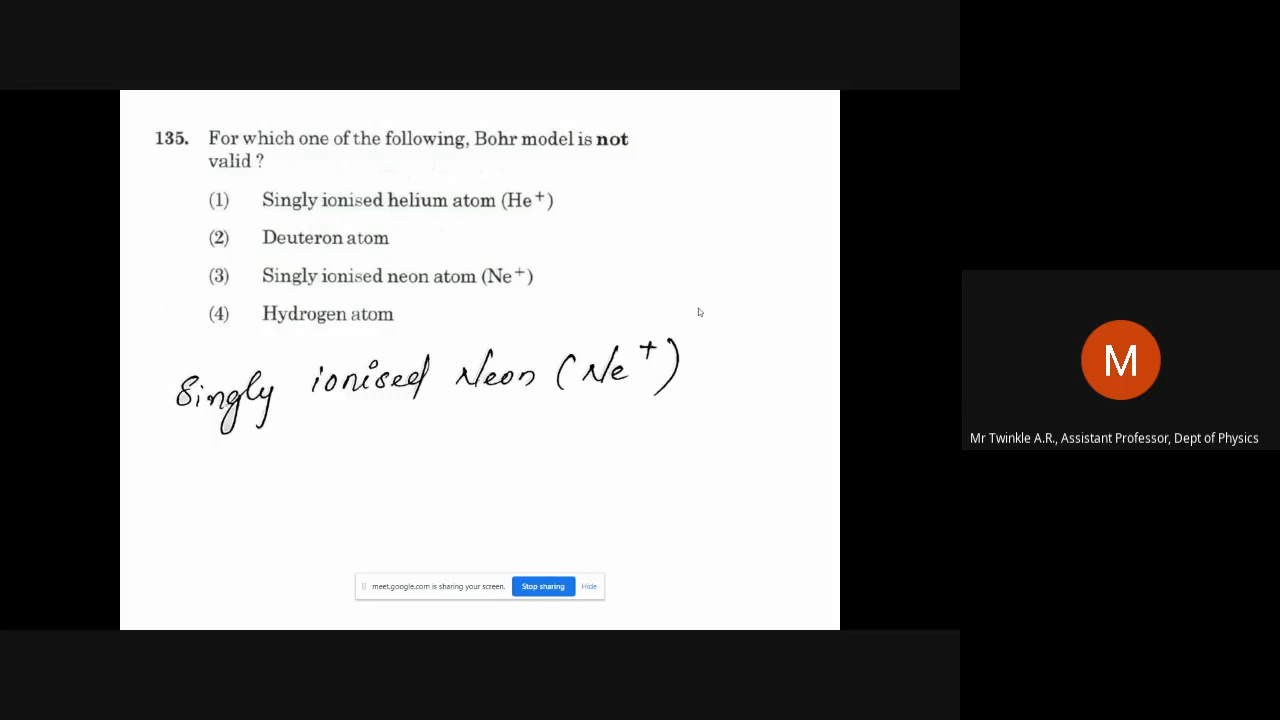 135. For which one of the following, Bohr model is not
valid ?
(1) Singly ionised helium atom (He+)
(2) Deuteron atom
(3) Singly ionised neon atom (Ne+)
(4) Hydrogen atom
Singly ionised Neon (Ne+)
meet.google.com is sharing your screen. Stop sharing Hide
M
Mr Twinkle A.R., Assistant Professor, Dept of Physics